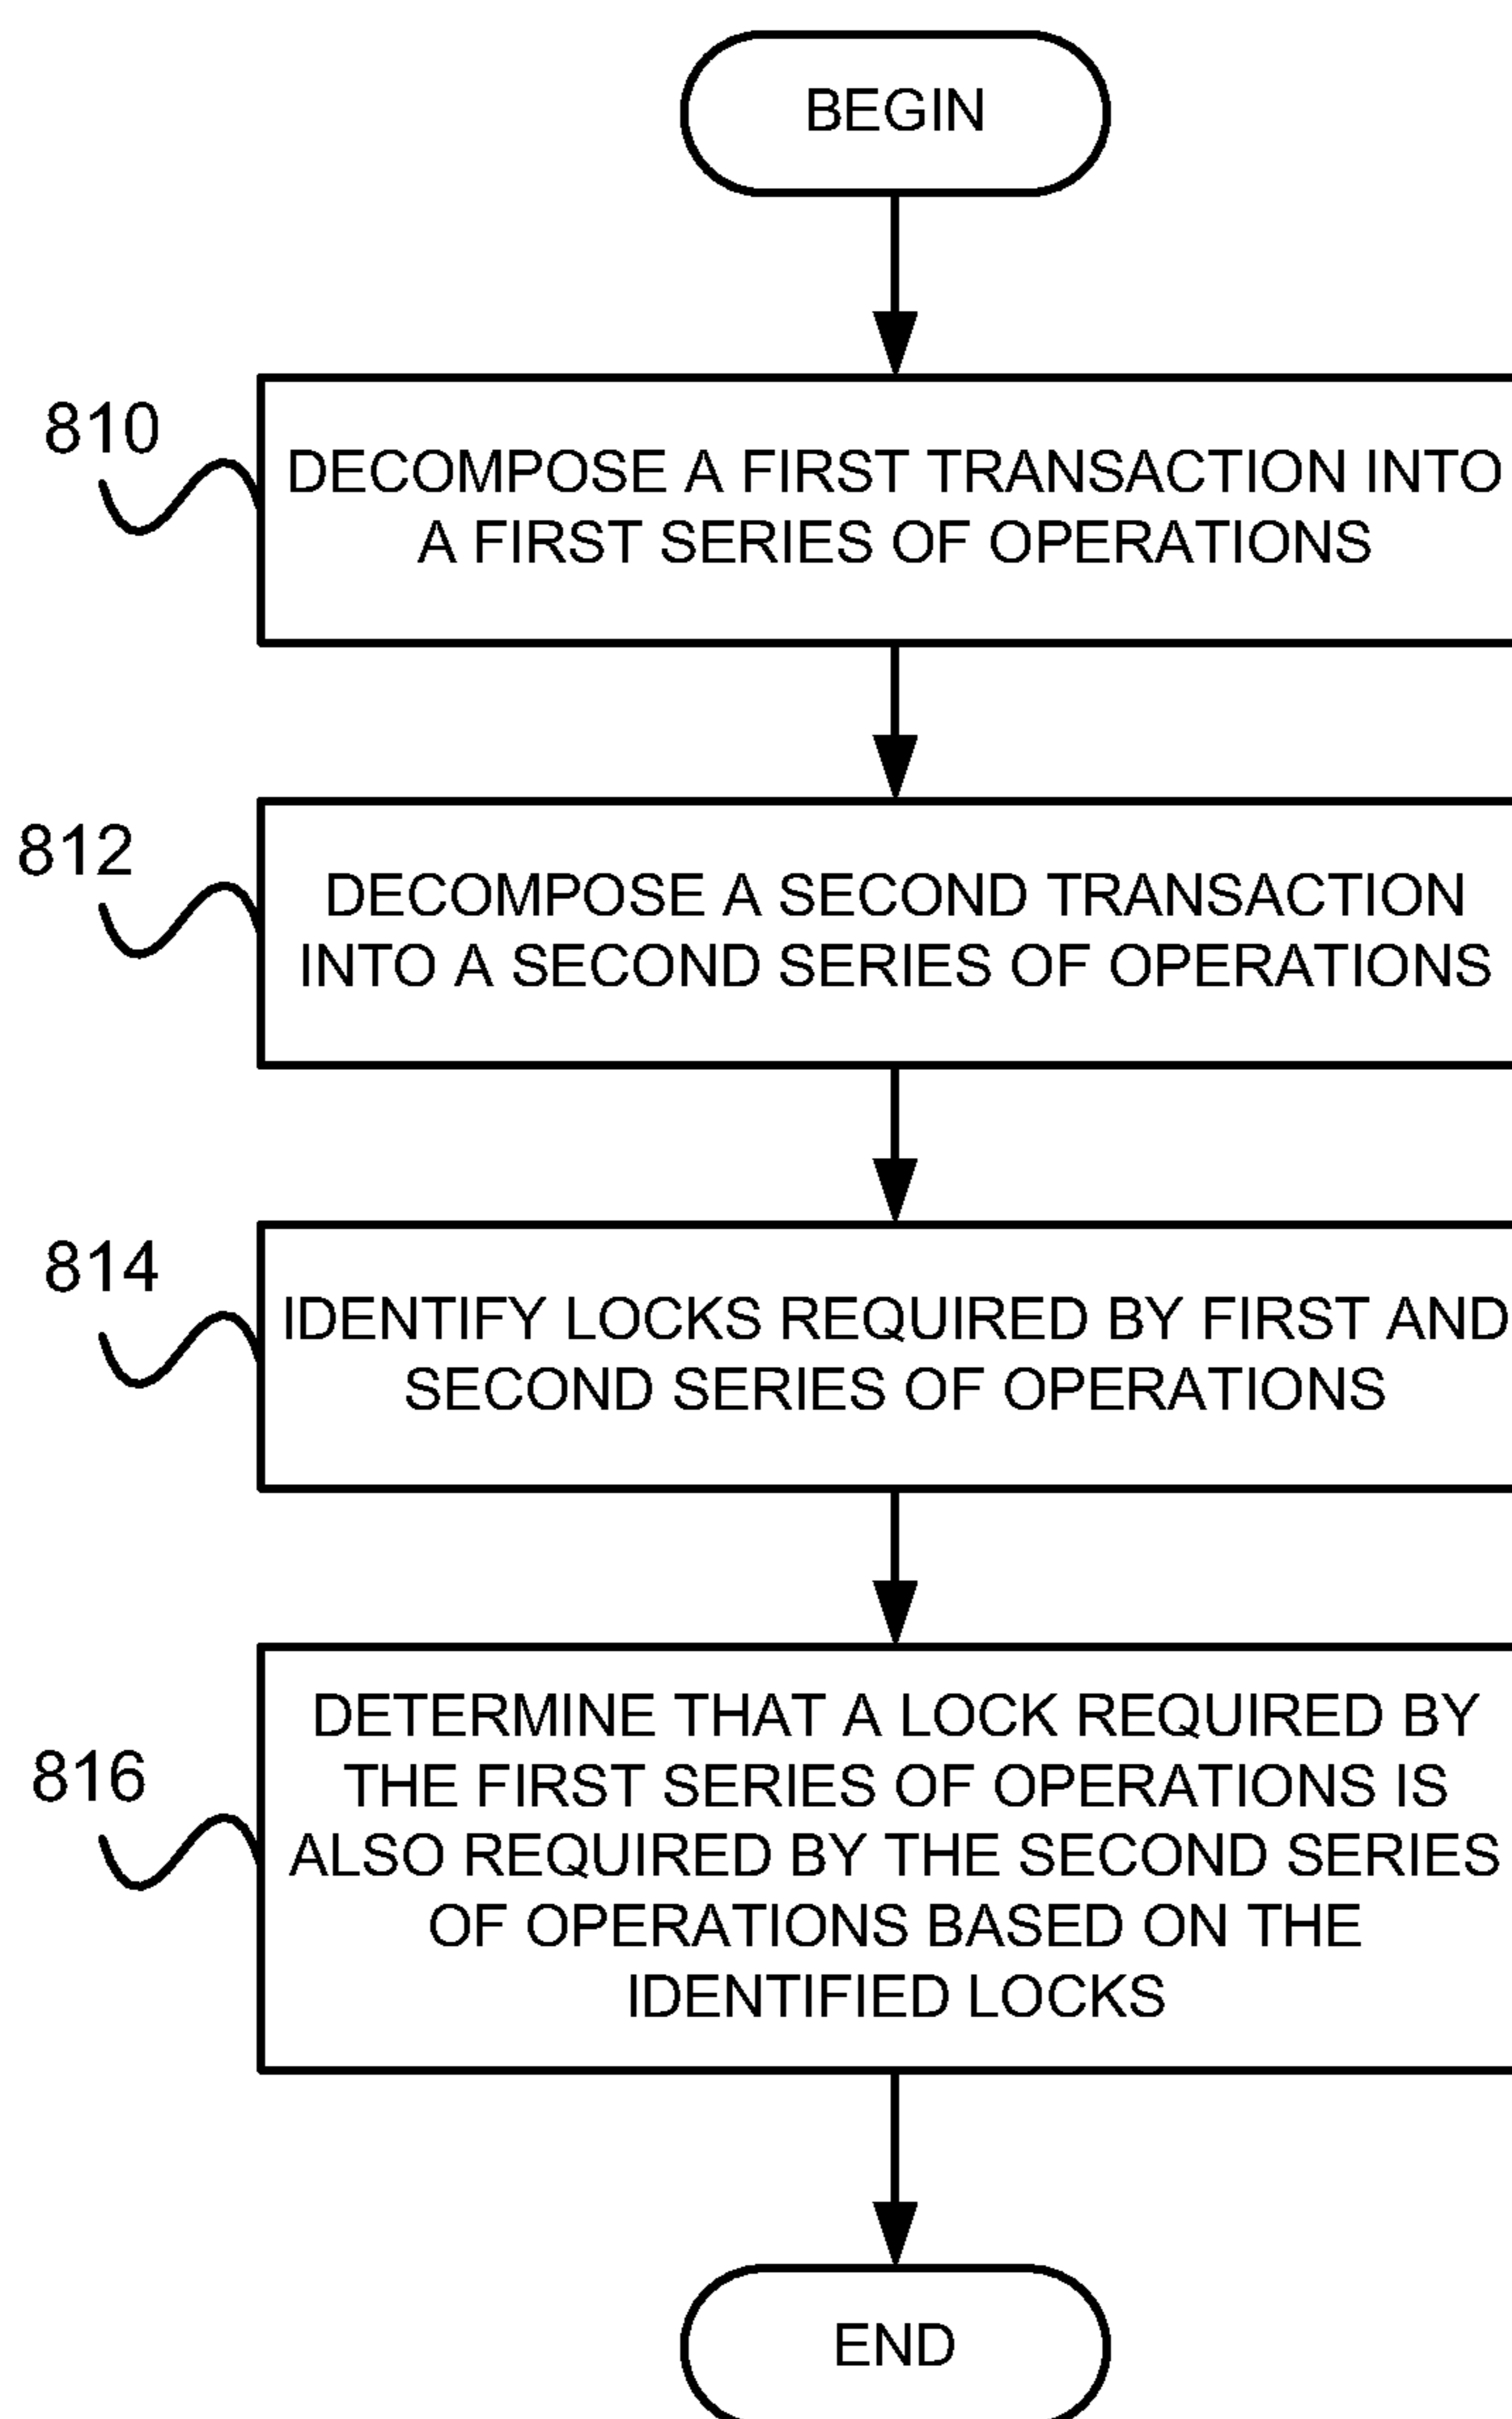 BEGIN
810
DECOMPOSE A FIRST TRANSACTION INTO
A FIRST SERIES OF OPERATIONS
812
DECOMPOSE A SECOND TRANSACTION
INTO A SECOND SERIES OF OPERATIONS
814
IDENTIFY LOCKS REQUIRED BY FIRST AND
SECOND SERIES OF OPERATIONS
816
DETERMINE THAT A LOCK REQUIRED BY
THE FIRST SERIES OF OPERATIONS IS
ALSO REQUIRED BY THE SECOND SERIES
OF OPERATIONS BASED ON THE
IDENTIFIED LOCKS
END